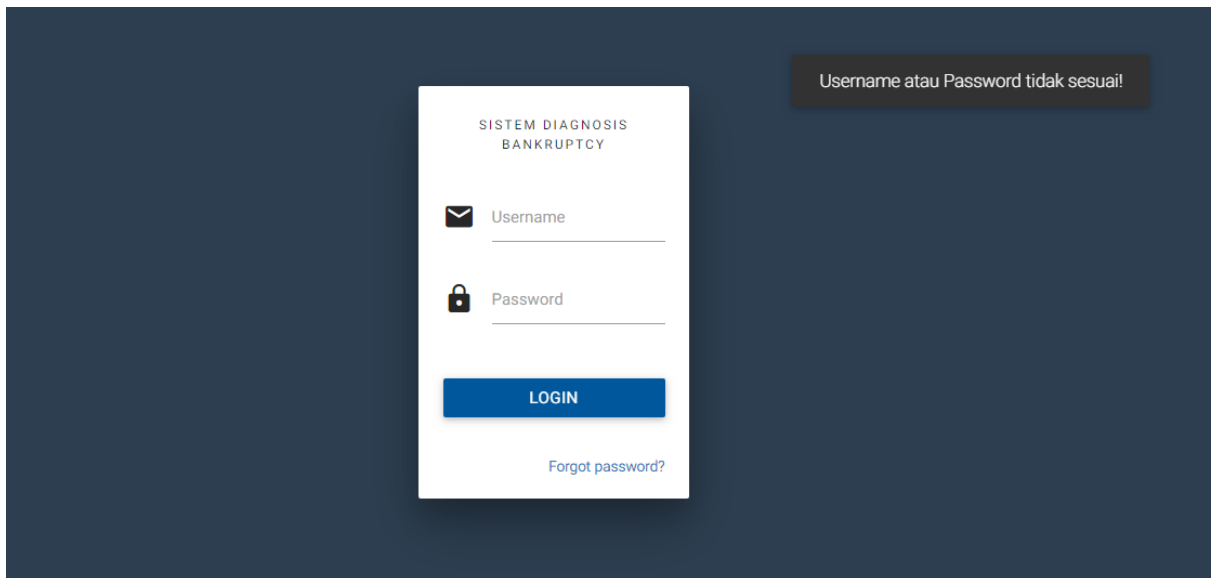 Username atau Password tidak sesuai!
SISTEM DIAGNOSIS
BANKRUPTCY
Username
Password
LOGIN
Forgot password?